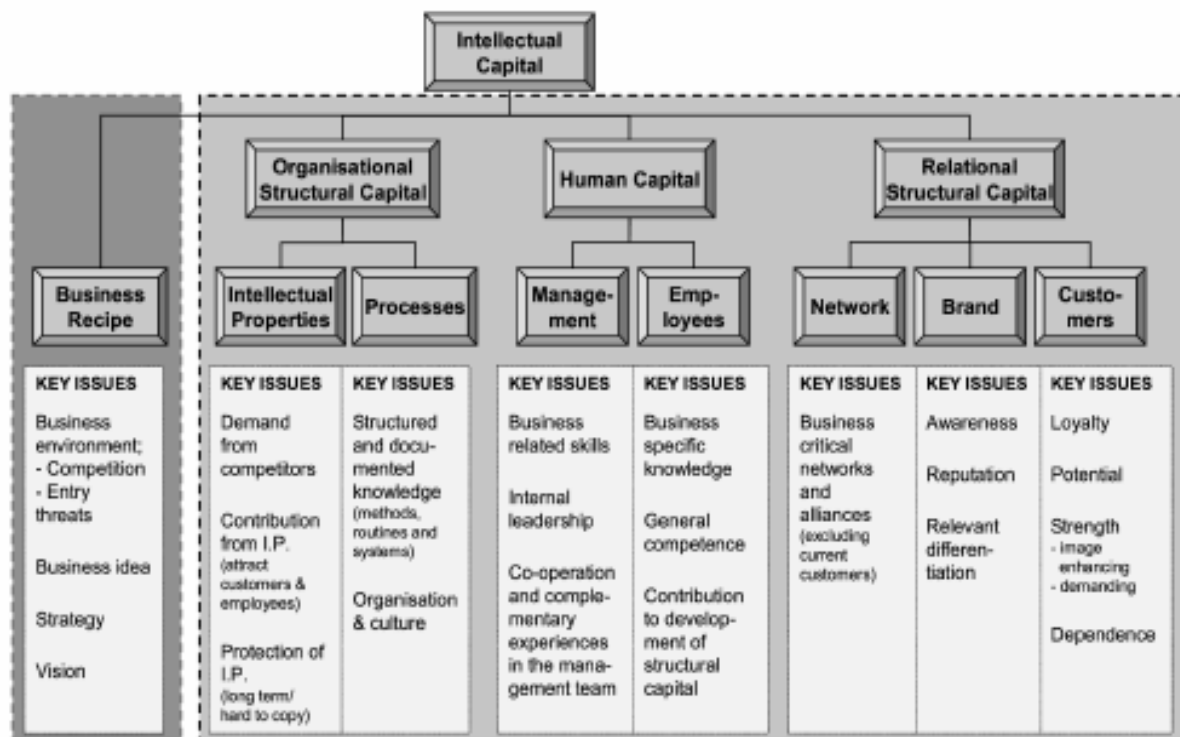 Intellectual
Capital
Organisational
Structural Capital
Human Capital
Relational
Structural Capital
Business
Recipe
Intellectual
Properties
Processes
Manage-
ment
Emp-
loyees
Network
Brand
Custo-
mers
KEY ISSUES
Business
environment;
- Competition
- Entry
threats
Business idea
Strategy
Vision
KEY ISSUES
Demand
from
competitors
Contribution
from I.P.
(attract
customers &
employees)
Protection of
I.P.
(long term/
hard to copy)
KEY ISSUES
Structured
and docu-
mented
knowledge
(methods,
routines and
systems)
Organisation
& culture
KEY ISSUES
Business
related skills
Internal
leadership
Co-operation
and comple-
mentary
experiences
in the mana-
gement team
KEY ISSUES
Business
specific
knowledge
General
competence
Contribution
to develop-
ment of
structural
capital
KEY ISSUES
Business
critical
networks
and
alliances
(excluding
current
customers)
KEY ISSUES
Awareness
Reputation
Relevant
differen-
tiation
KEY ISSUES
Loyalty
Potential
Strength
- image
enhancing
- demanding
Dependence